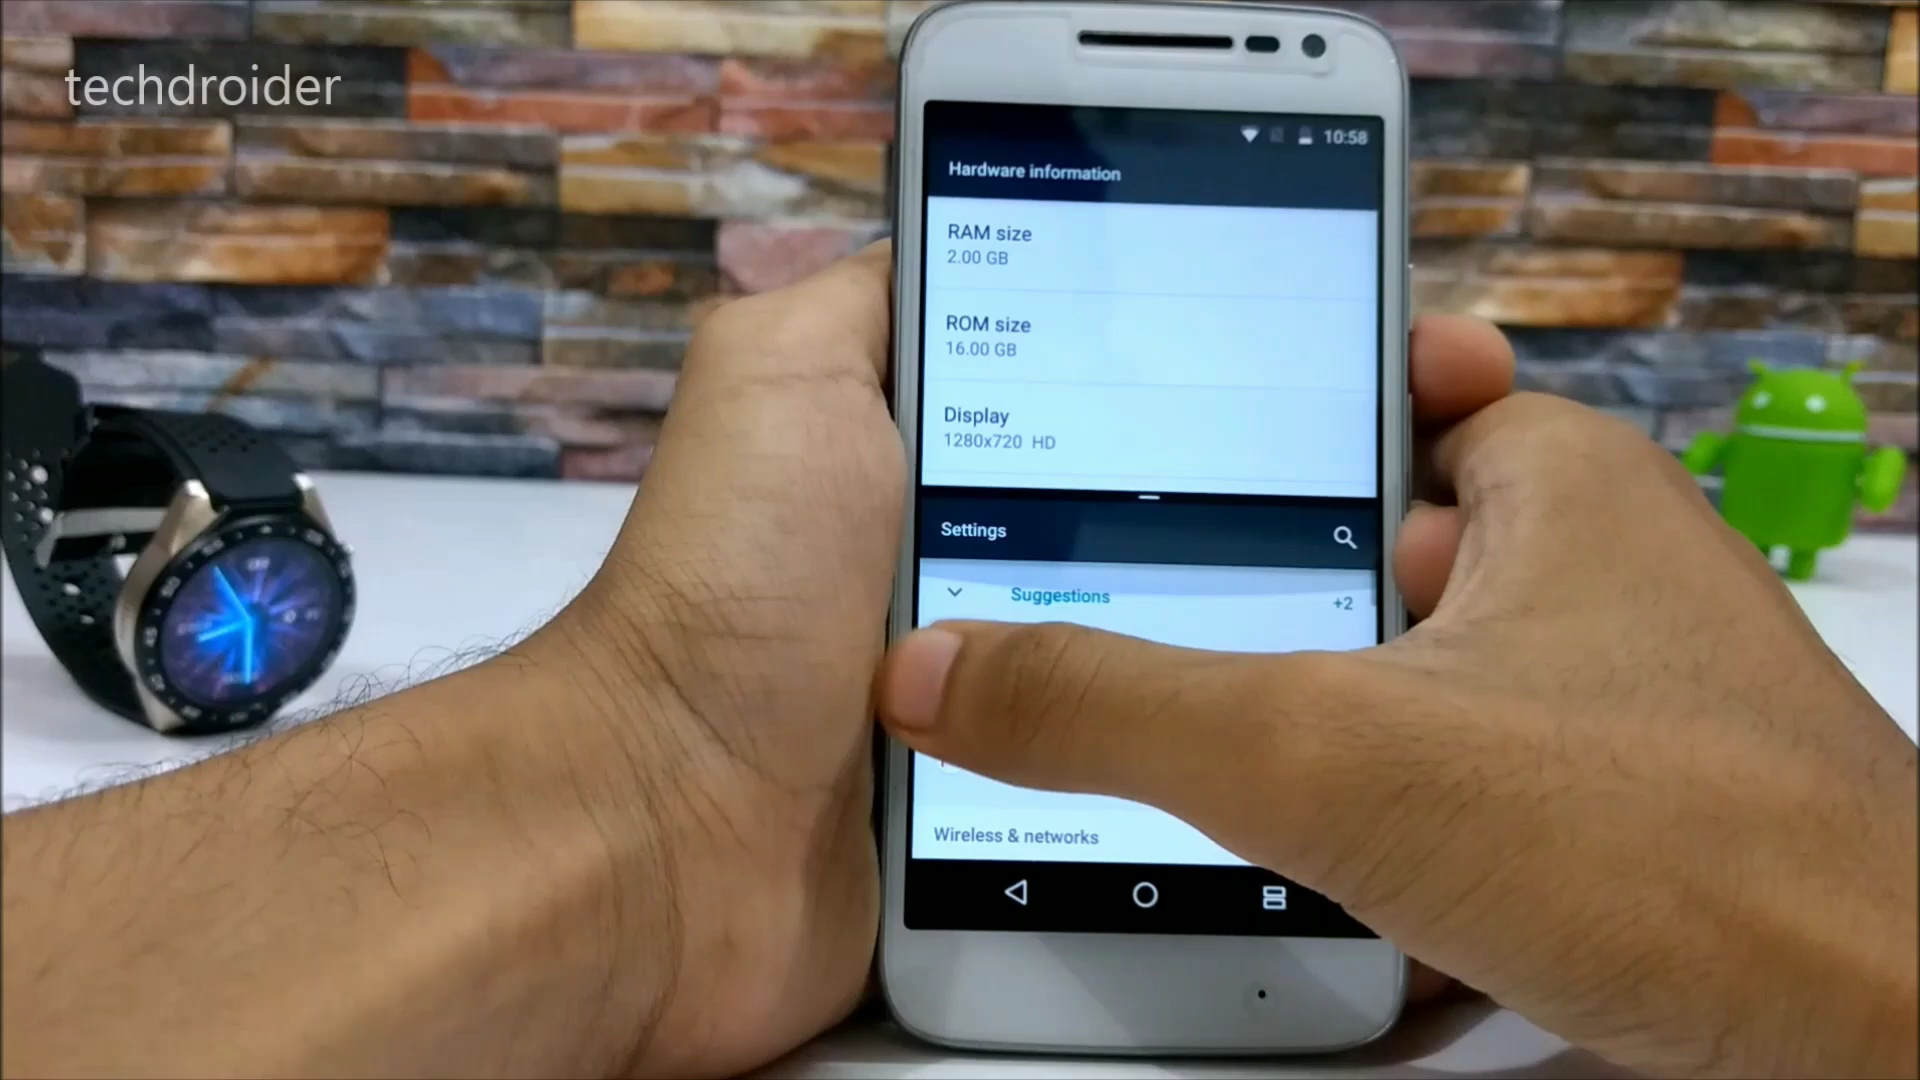 techdroider
10:58
Hardware information
RAM size
2.00 GB
ROM size
16.00 GB
Display
1280x720 HD
Settings
Suggestions
+2
Wireless & networks